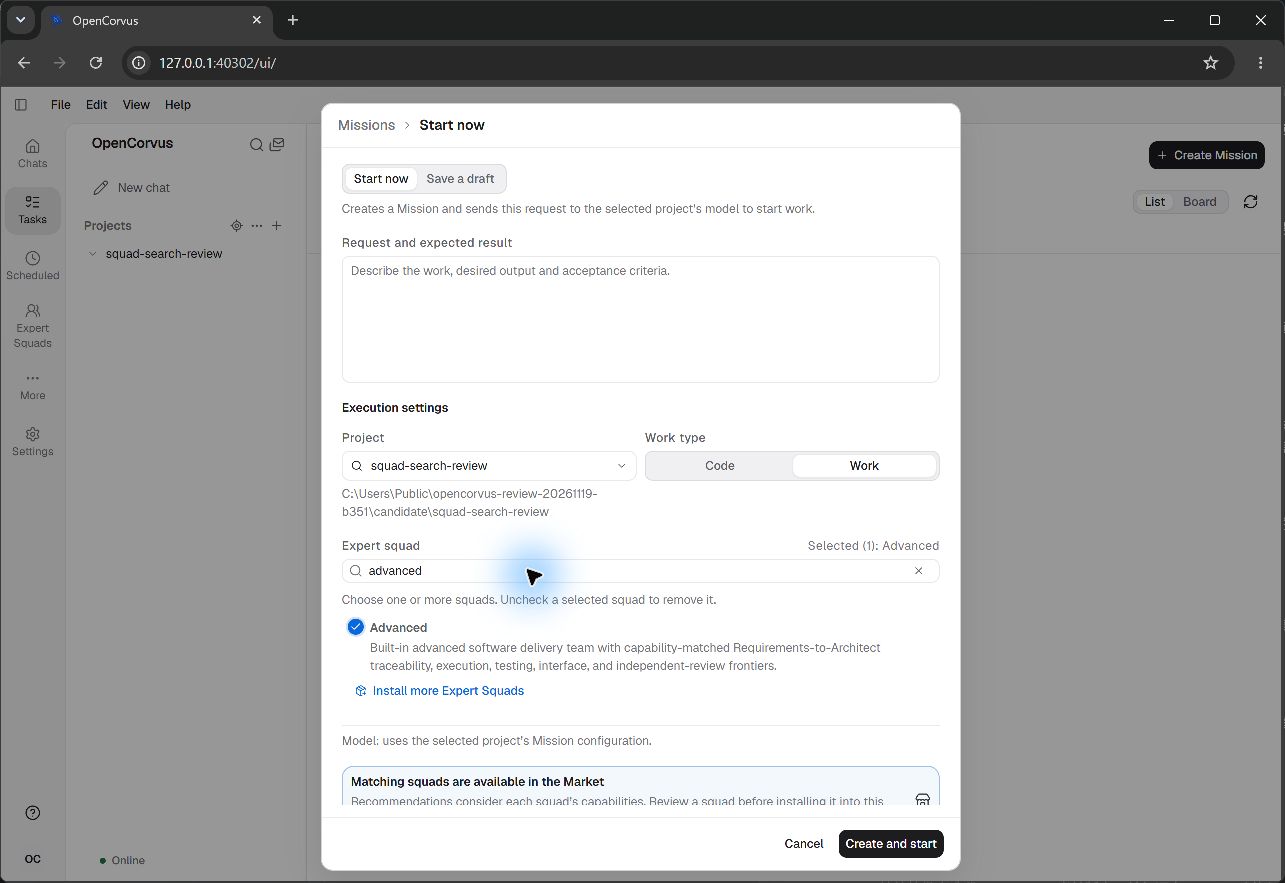 OpenCorvus
127.0.0.1:40302/ui/
File Edit View Help
Chats
Tasks
Scheduled
Expert
Squads
More
Settings
OC
OpenCorvus
New chat
Projects
squad-search-review
Online
Create Mission
List Board
Missions > Start now
Start now Save a draft
Creates a Mission and sends this request to the selected project's model to start work.
Request and expected result
Describe the work, desired output and acceptance criteria.
Execution settings
Project Work type
squad-search-review Code Work
C:\Users\Public\opencorvus-review-20261119-
b351\candidate\squad-search-review
Expert squad Selected (1): Advanced
advanced
Choose one or more squads. Uncheck a selected squad to remove it.
Advanced
Built-in advanced software delivery team with capability-matched Requirements-to-Architect
traceability, execution, testing, interface, and independent-review frontiers.
Install more Expert Squads
Model: uses the selected project's Mission configuration.
Matching squads are available in the Market
Recommendations consider each squad's capabilities. Review a squad before installing it into this
Cancel Create and start